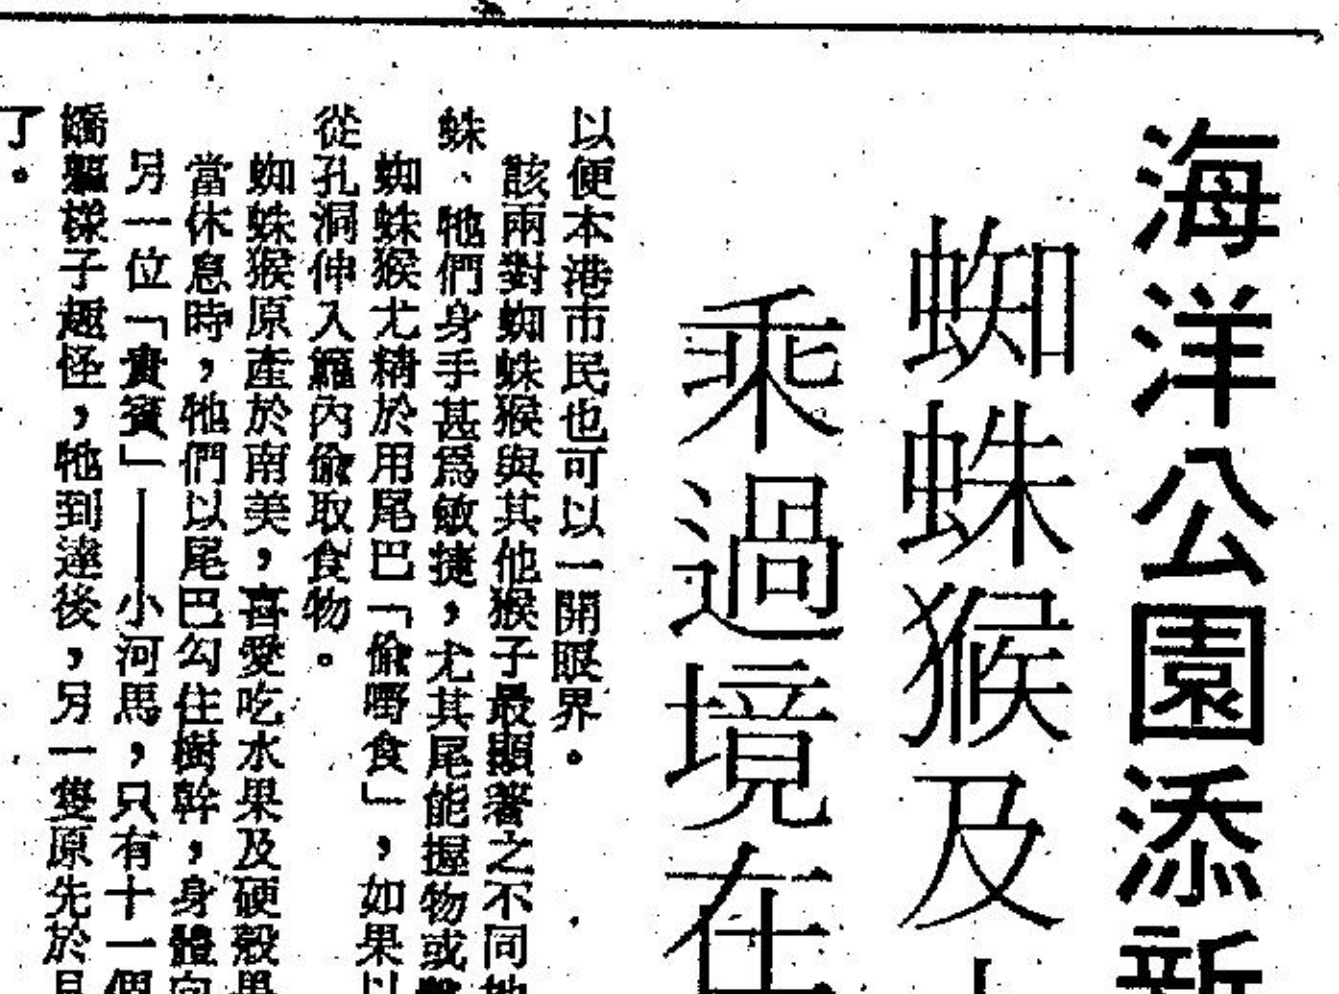 海洋公園添新
蜘蛛猴及
乘過境在
以便本港市民也可以一開眼界。
該兩對蜘蛛猴與其他猴子最顯著之不同地
蛛、牠們身手甚爲敏捷，尤其尾能握物或
蜘蛛猴尤精於用尾巴「偷嘢食」，如果以
從孔洞伸入籠內偷取食物。
蜘蛛猴原產於南美，喜愛吃水果及硬殼果
當休息時，牠們以尾巴勾住樹幹，身體向
另一位「貴賓」——小河馬，只有十一個
嬌軀樣子趣怪，牠到達後，另一隻原先於月
了。